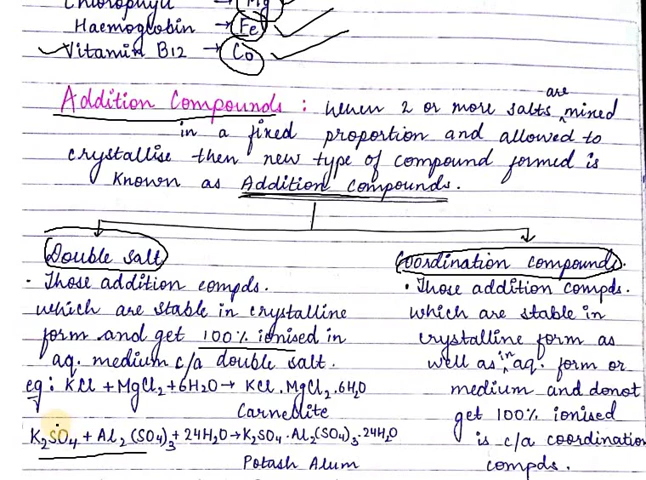 Chlorophyll → Mg
Haemoglobin → Fe
Vitamin B12 → Co
Addition Compounds : When 2 or more salts are mixed
in a fixed proportion and allowed to
crystallise then new type of compound formed is
known as Addition compounds.
Double salt
· Those addition compds.
which are stable in crystalline
form and get 100% ionised in
aq. medium c/a double salt.
eg: KCl + MgCl2 + 6H2O → KCl. MgCl2 .6H2O
Carnellite
K2SO4 + Al2(SO4)3 + 24H2O → K2SO4 . Al2(SO4)3 . 24H2O
Potash Alum
Coordination compounds.
· Those addition compds.
which are stable in
crystalline form as
well as in aq. form or
medium and donot
get 100% ionised
is c/a coordination
compds.